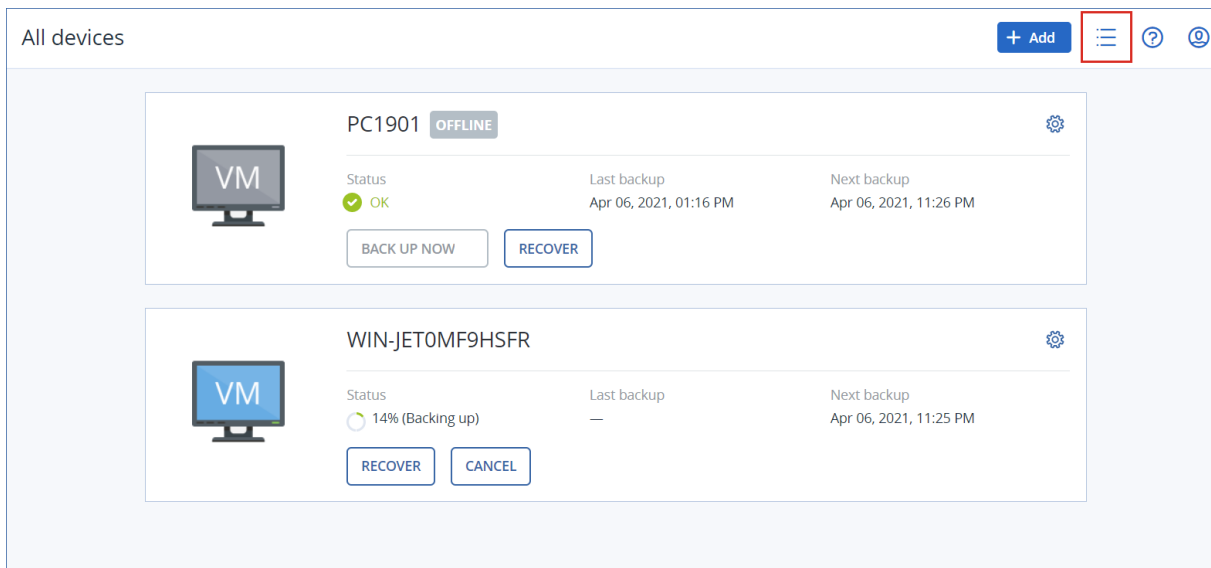 All devices
+ Add
PC1901 OFFLINE
VM
Status Last backup Next backup
OK Apr 06, 2021, 01:16 PM Apr 06, 2021, 11:26 PM
BACK UP NOW RECOVER
WIN-JET0MF9HSFR
VM
Status Last backup Next backup
14% (Backing up) — Apr 06, 2021, 11:25 PM
RECOVER CANCEL